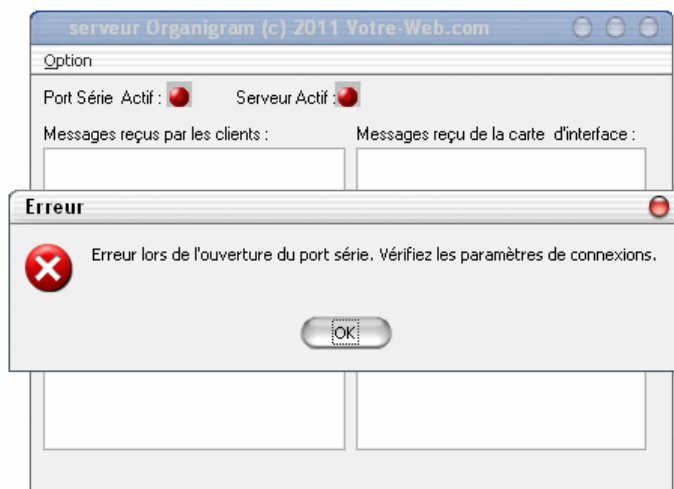 serveur Organigram (c) 2011 Votre-Web.com
Option
Port Série Actif : Serveur Actif :
Messages reçus par les clients : Messages reçu de la carte d'interface :
Erreur
Erreur lors de l'ouverture du port série. Vérifiez les paramètres de connexions.
OK